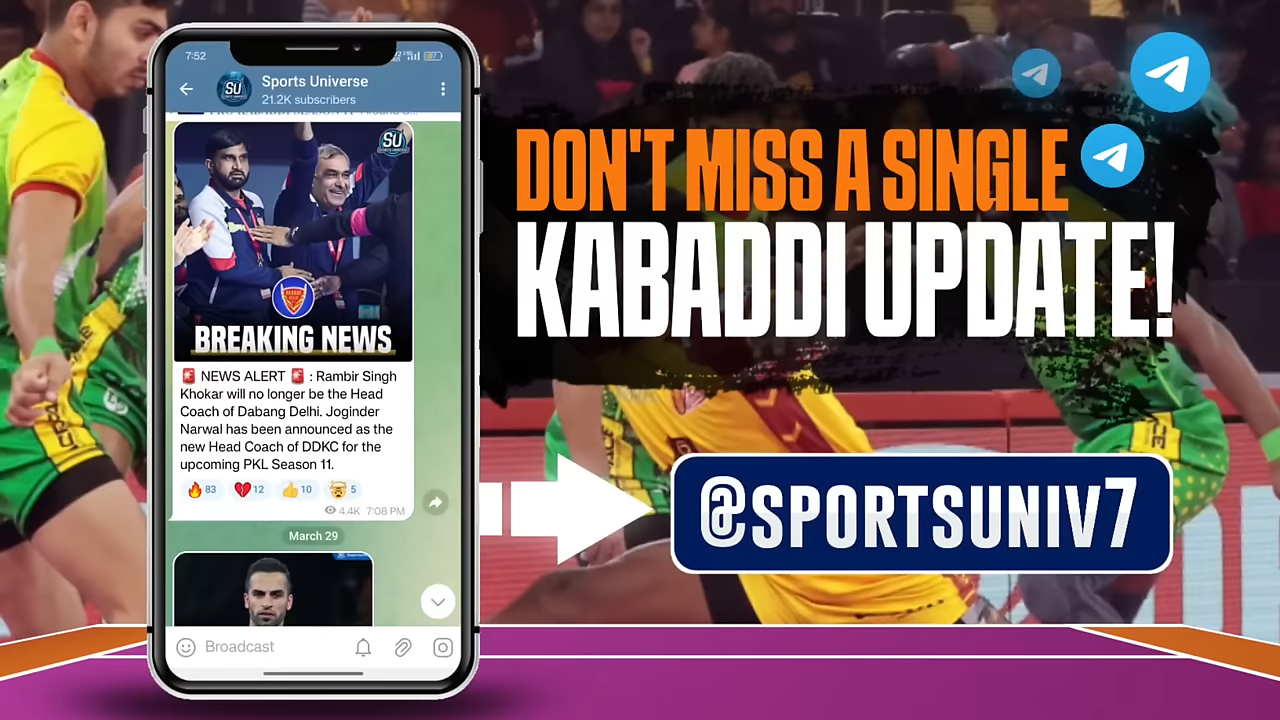 7:52
Sports Universe
21.2K subscribers
SU
SU
BREAKING NEWS
🚨 NEWS ALERT 🚨 : Rambir Singh
Khokar will no longer be the Head
Coach of Dabang Delhi. Joginder
Narwal has been announced as the
new Head Coach of DDKC for the
upcoming PKL Season 11.
🔥 83 💔 12 👍 10 🤯 5
4.4K 7:08 PM
March 29
Broadcast
DON'T MISS A SINGLE
KABADDI UPDATE!
@SPORTSUNIV7